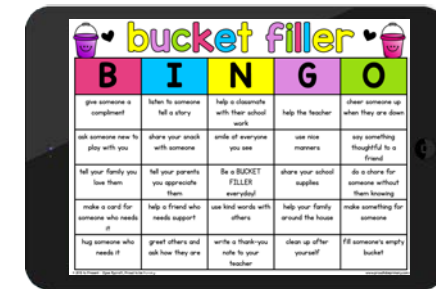 bucket filler
B I N G O
give someone a
compliment
listen to someone
tell a story
help a classmate
with their school
work
help the teacher
cheer someone up
when they are down
ask someone new to
play with you
share your snack
with someone
smile at everyone
you see
use nice
manners
say something
thoughtful to a
friend
tell your family you
love them
tell your parents
you appreciate
them
Be a BUCKET
FILLER
everyday!
share your school
supplies
do a chore for
someone without
them knowing
make a card for
someone who needs
it
help a friend who
needs support
use kind words with
others
help your family
around the house
make something for
someone
hug someone who
needs it
greet others and
ask how they are
write a thank-you
note to your
teacher
clean up after
yourself
fill someone's empty
bucket